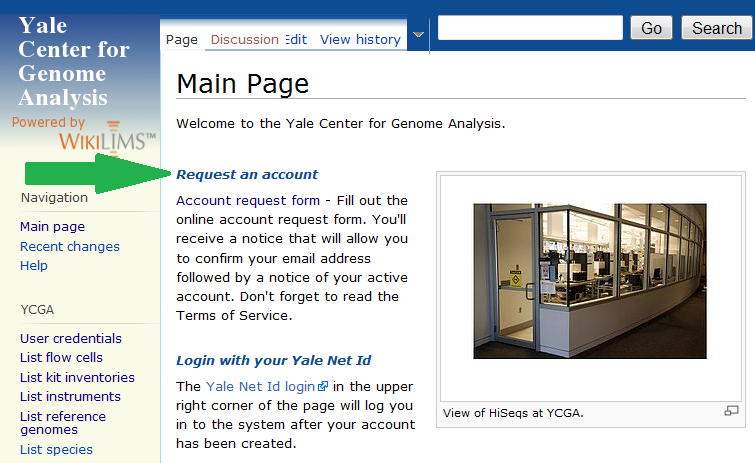 Yale
Center for
Genome
Analysis
Powered by
WIKILIMS™
Page Discussion Edit View history
Go Search
Main Page
Welcome to the Yale Center for Genome Analysis.
Request an account
Account request form - Fill out the
online account request form. You'll
receive a notice that will allow you
to confirm your email address
followed by a notice of your active
account. Don't forget to read the
Terms of Service.
Login with your Yale Net Id
The Yale Net Id login in the upper
right corner of the page will log you
in to the system after your account
has been created.
View of HiSeqs at YCGA.
Navigation
Main page
Recent changes
Help
YCGA
User credentials
List flow cells
List kit inventories
List instruments
List reference
genomes
List species